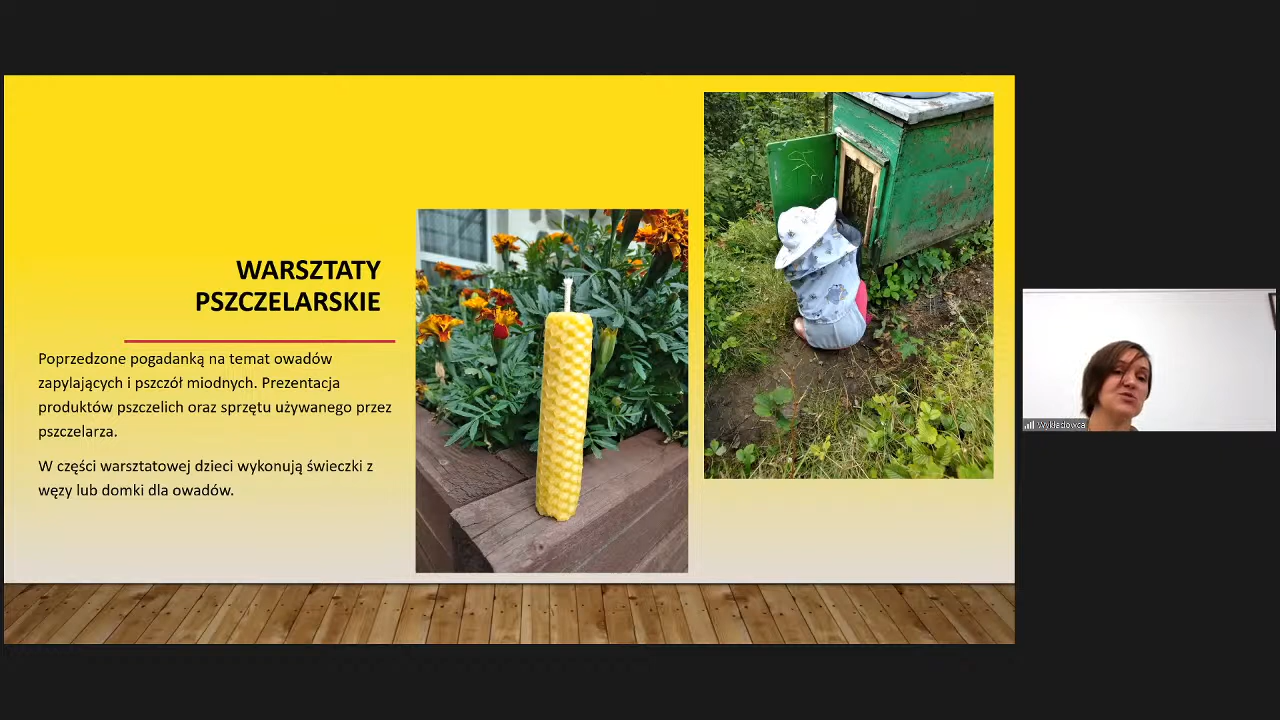 WARSZTATY
PSZCZELARSKIE
Poprzedzone pogadanką na temat owadów
zapylających i pszczół miodnych. Prezentacja
produktów pszczelich oraz sprzętu używanego przez
pszczelarza.
W części warsztatowej dzieci wykonują świeczki z
węzy lub domki dla owadów.
Wykładowca